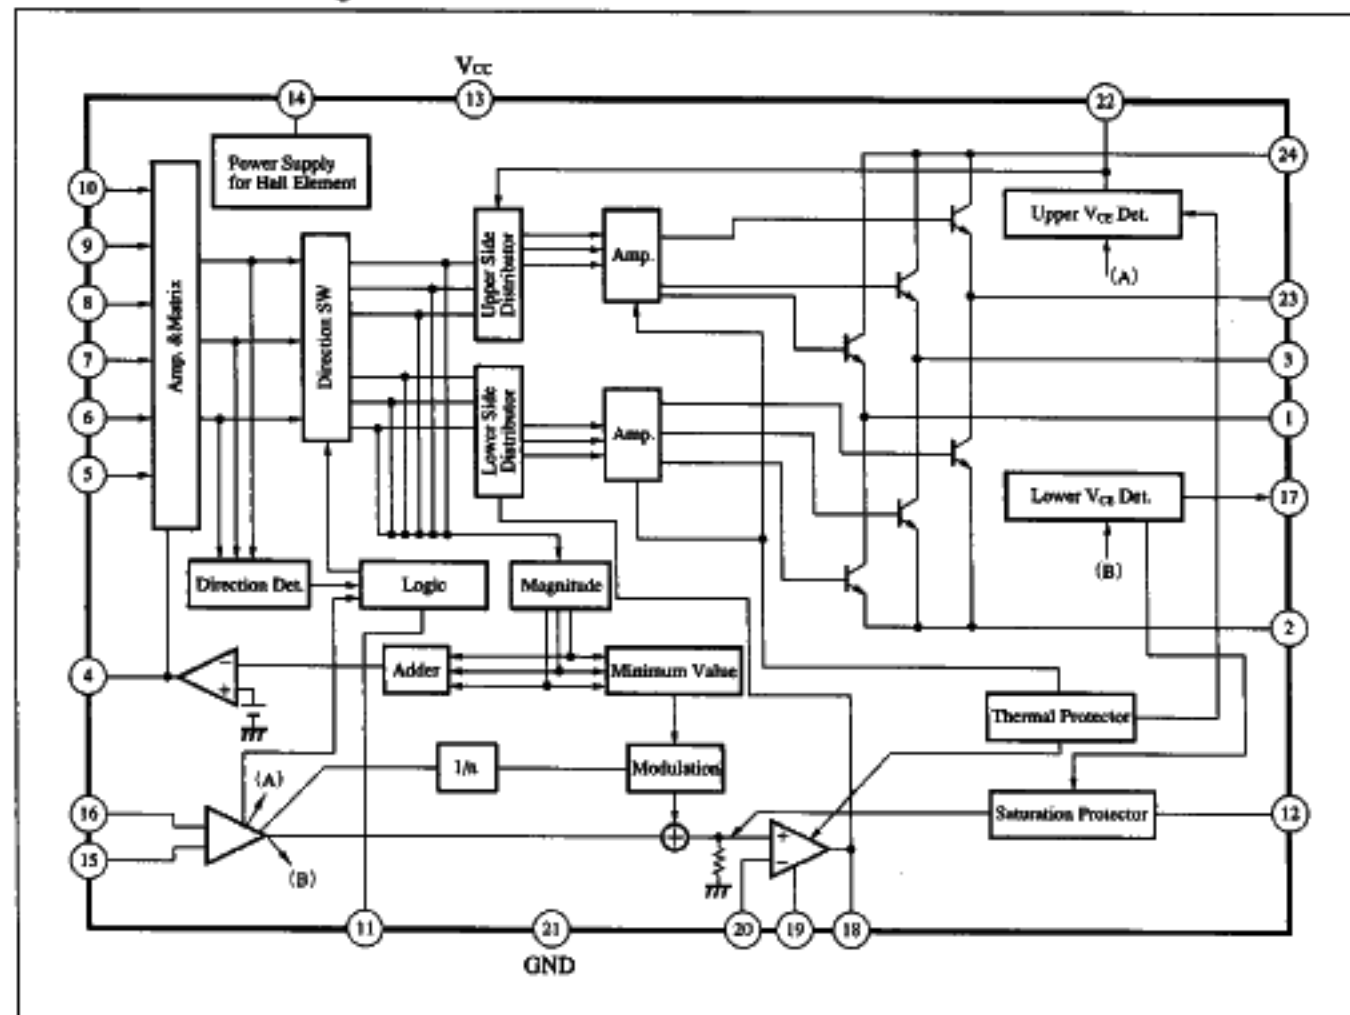 VCC
14
13
22
Power Supply
for Hall Element
10
9
8
7
6
5
Amp. &Matrix
Direction SW
Upper Side
Distributor
Amp.
Upper VCE Det.
(A)
24
23
3
1
Lower Side
Distributor
Amp.
Lower VCE Det.
(B)
17
2
Direction Det.
Logic
Magnitude
4
−
+
Adder
Minimum Value
Thermal Protector
1/n
Modulation
Saturation Protector
12
16
15
(A)
(B)
+
+
−
11
21
GND
20
19
18